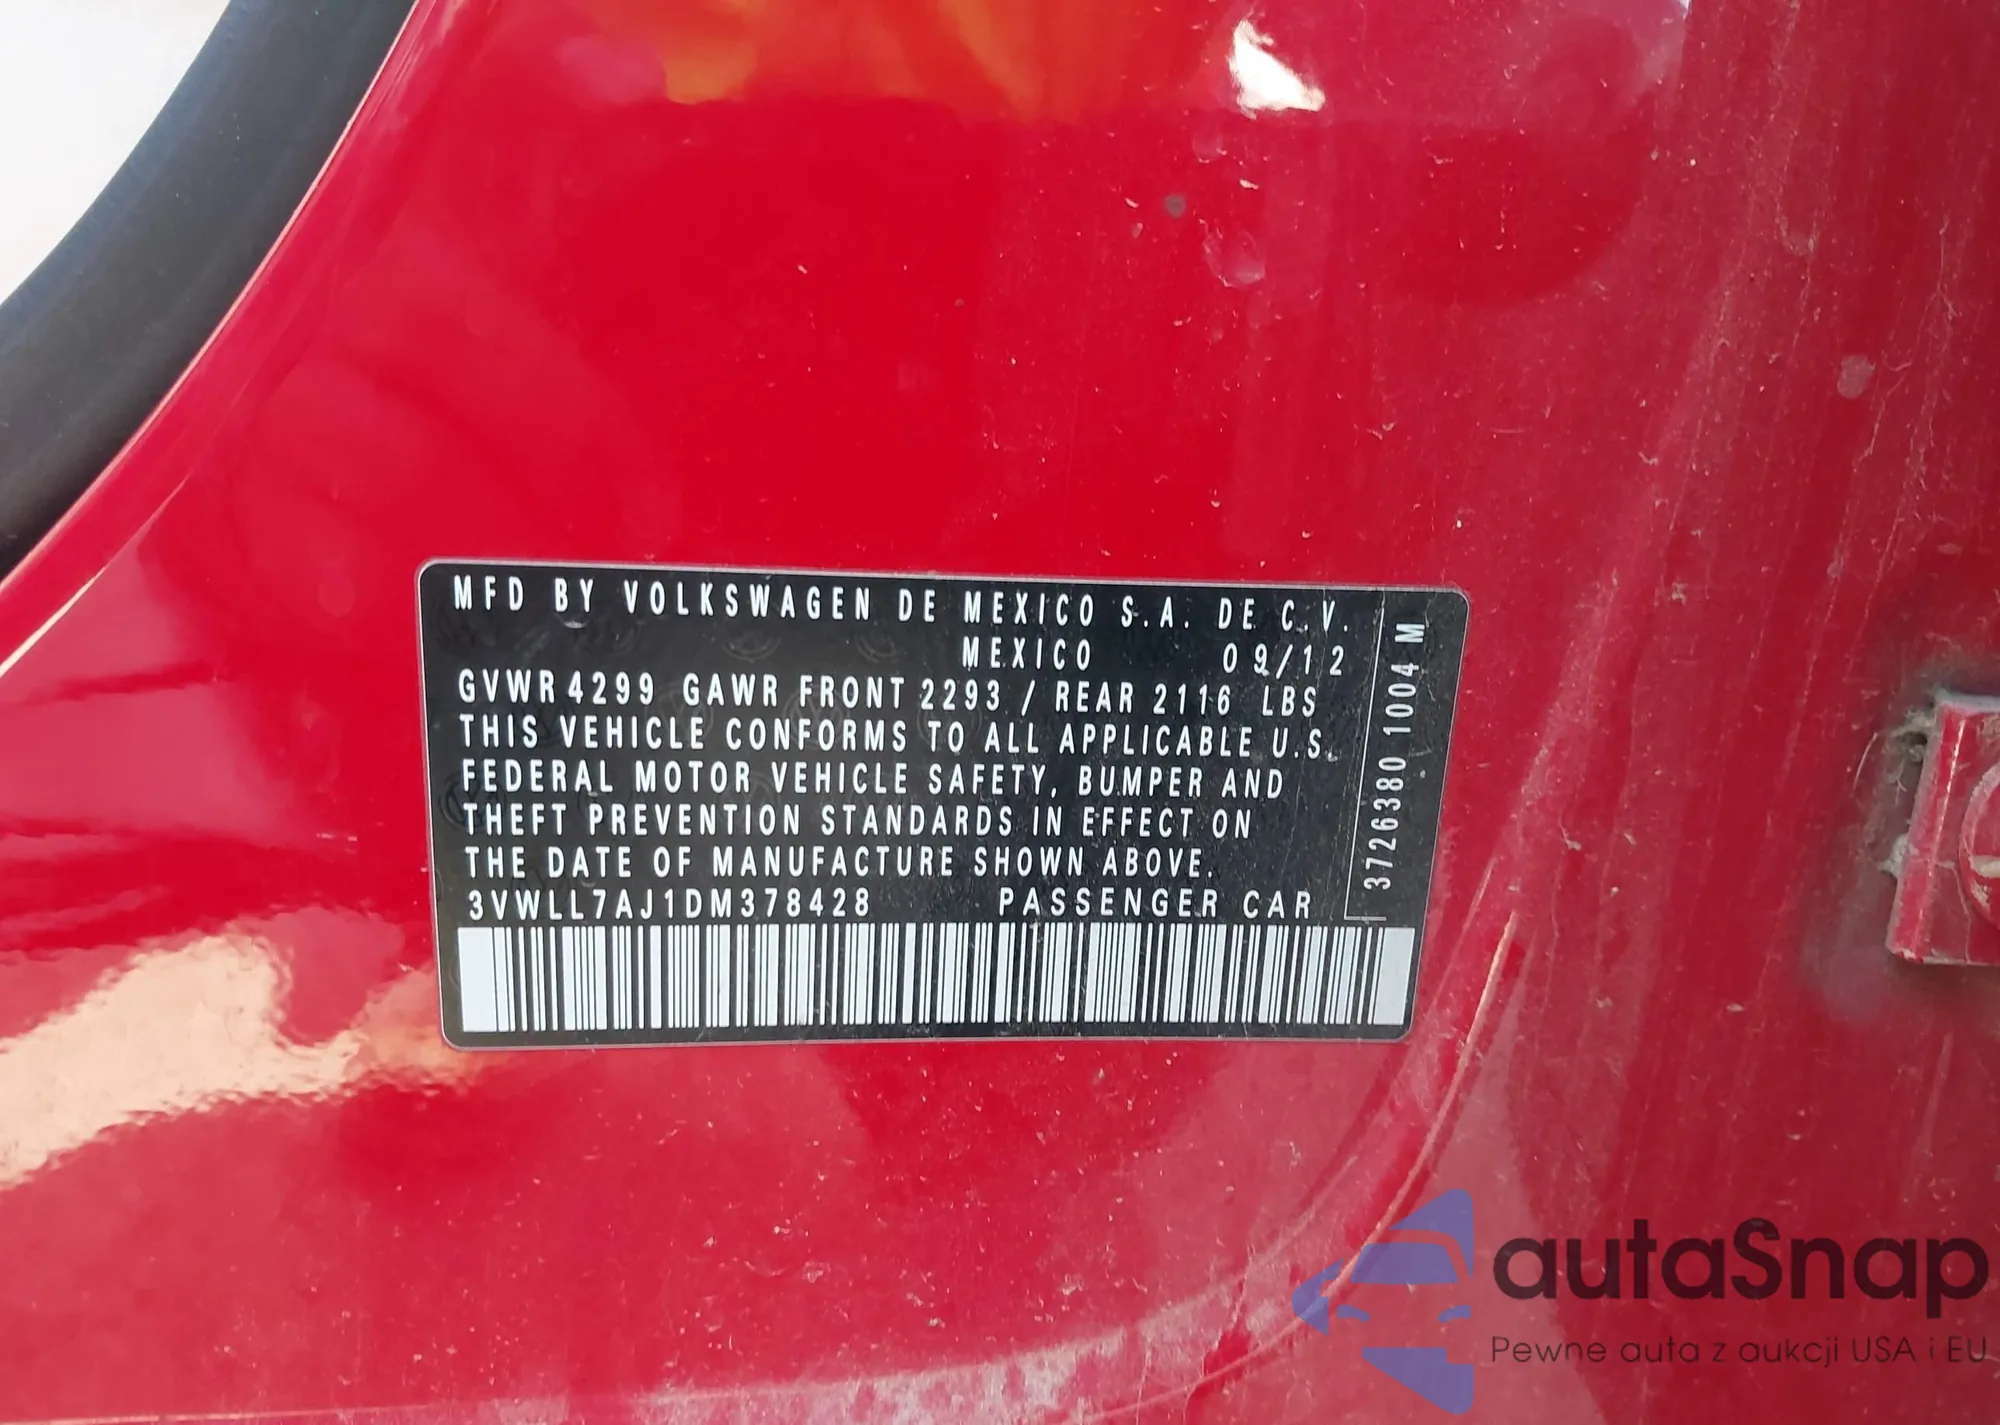 MFD BY VOLKSWAGEN DE MEXICO S.A. DE C.V.
MEXICO 09/12
GVWR 4299 GAWR FRONT 2293 / REAR 2116 LBS
THIS VEHICLE CONFORMS TO ALL APPLICABLE U.S.
FEDERAL MOTOR VEHICLE SAFETY, BUMPER AND
THEFT PREVENTION STANDARDS IN EFFECT ON
THE DATE OF MANUFACTURE SHOWN ABOVE.
3VWLL7AJ1DM378428 PASSENGER CAR
37263380 1004 M
autaSnap
Pewne auta z aukcji USA i EU